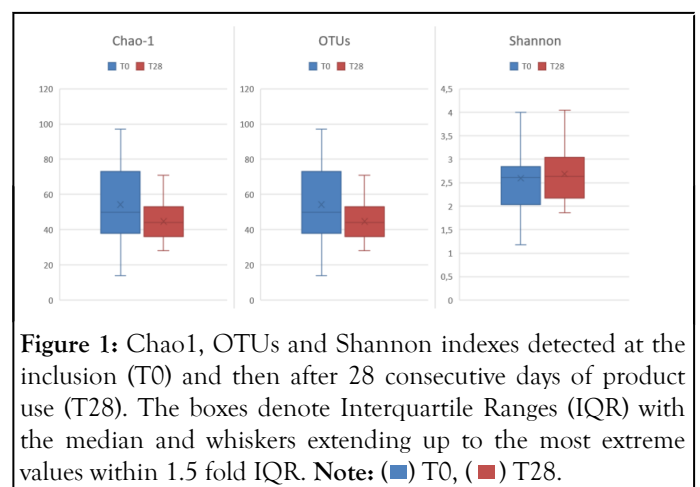 Chao-1 OTUs Shannon
T0 T28 T0 T28 T0 T28
120 120 4,5
4
100 100
3,5
80 80
3
2,5
60 60
2
40 40
1,5
1
20 20
0,5
0 0 0
Figure 1: Chao1, OTUs and Shannon indexes detected at the
inclusion (T0) and then after 28 consecutive days of product
use (T28). The boxes denote Interquartile Ranges (IQR) with
the median and whiskers extending up to the most extreme
values within 1.5 fold IQR. Note: ( ) T0, ( ) T28.